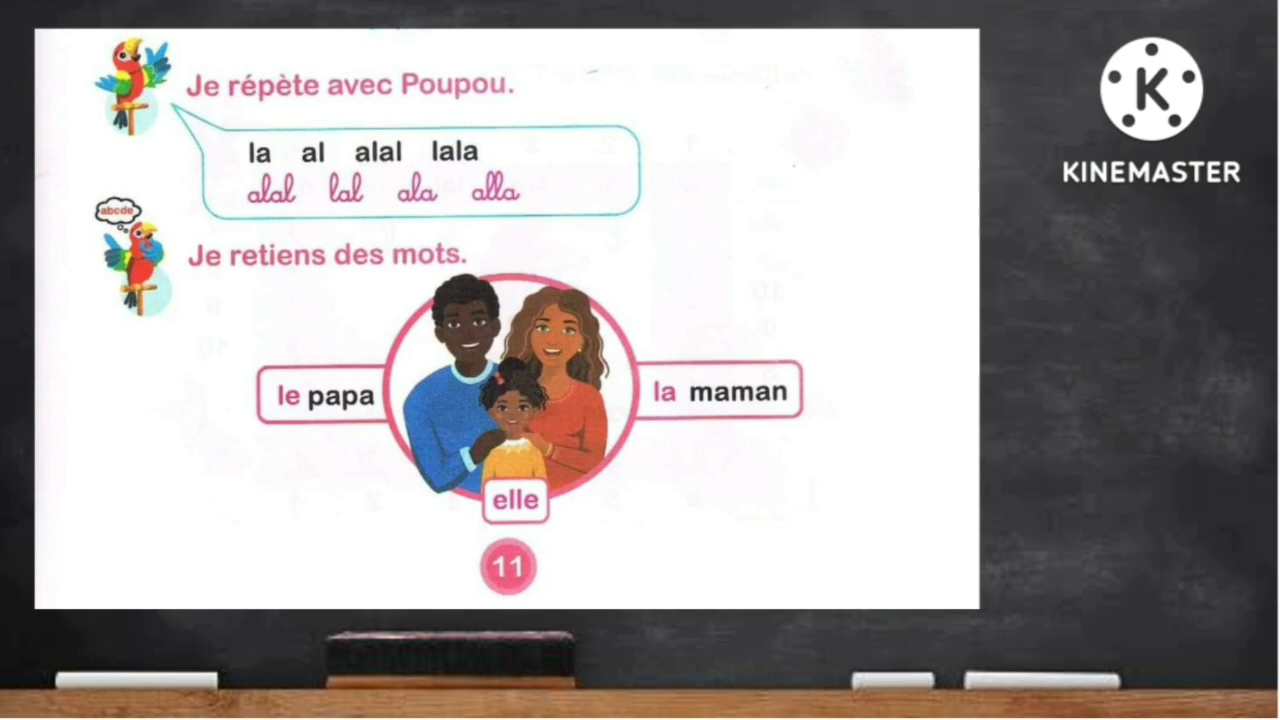 Je répète avec Poupou.
la al alal lala
alal lal ala alla
abcde
Je retiens des mots.
le papa
la maman
elle
11
K
KINEMASTER